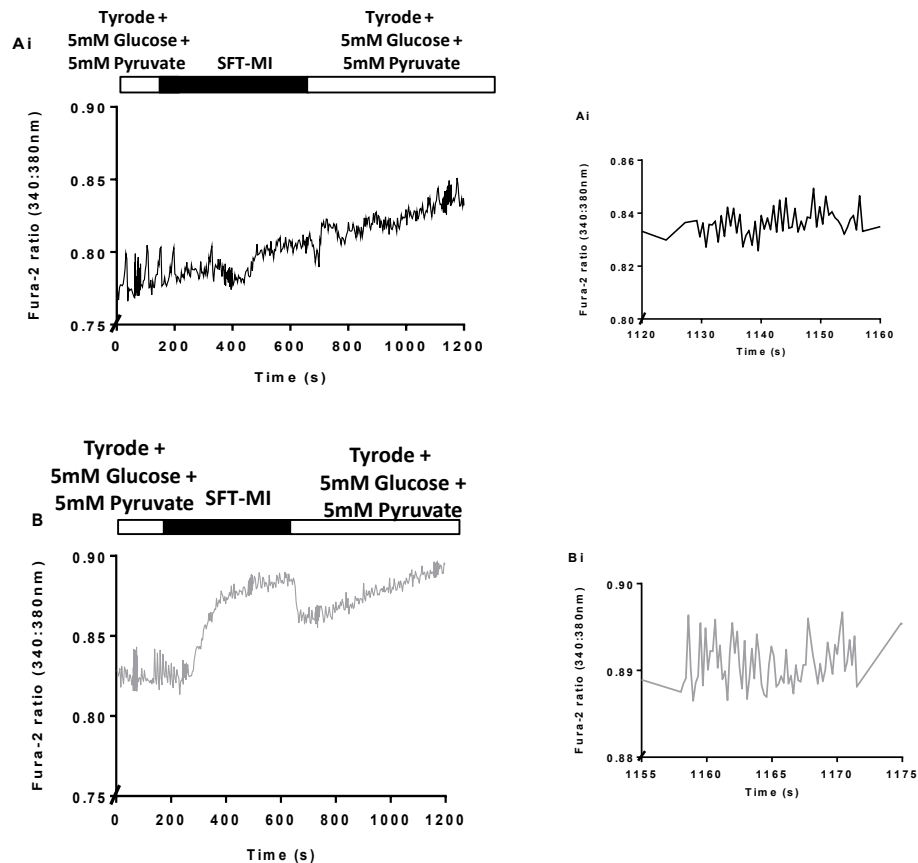 Ai
Tyrode +
5mM Glucose +
5mM Pyruvate
SFT-MI
Tyrode +
5mM Glucose +
5mM Pyruvate
Fura-2 ratio (340:380nm)
0.90
0.85
0.80
0.75
0 200 400 600 800 1000 1200
Time (s)
Ai
Fura-2 ratio (340:380nm)
0.86
0.84
0.82
0.80
1120 1130 1140 1150 1160
Time (s)
B
Tyrode +
5mM Glucose +
5mM Pyruvate
SFT-MI
Tyrode +
5mM Glucose +
5mM Pyruvate
Fura-2 ratio (340:380nm)
0.90
0.85
0.80
0.75
0 200 400 600 800 1000 1200
Time (s)
Bi
Fura-2 ratio (340:380nm)
0.90
0.89
0.88
1155 1160 1165 1170 1175
Time (s)